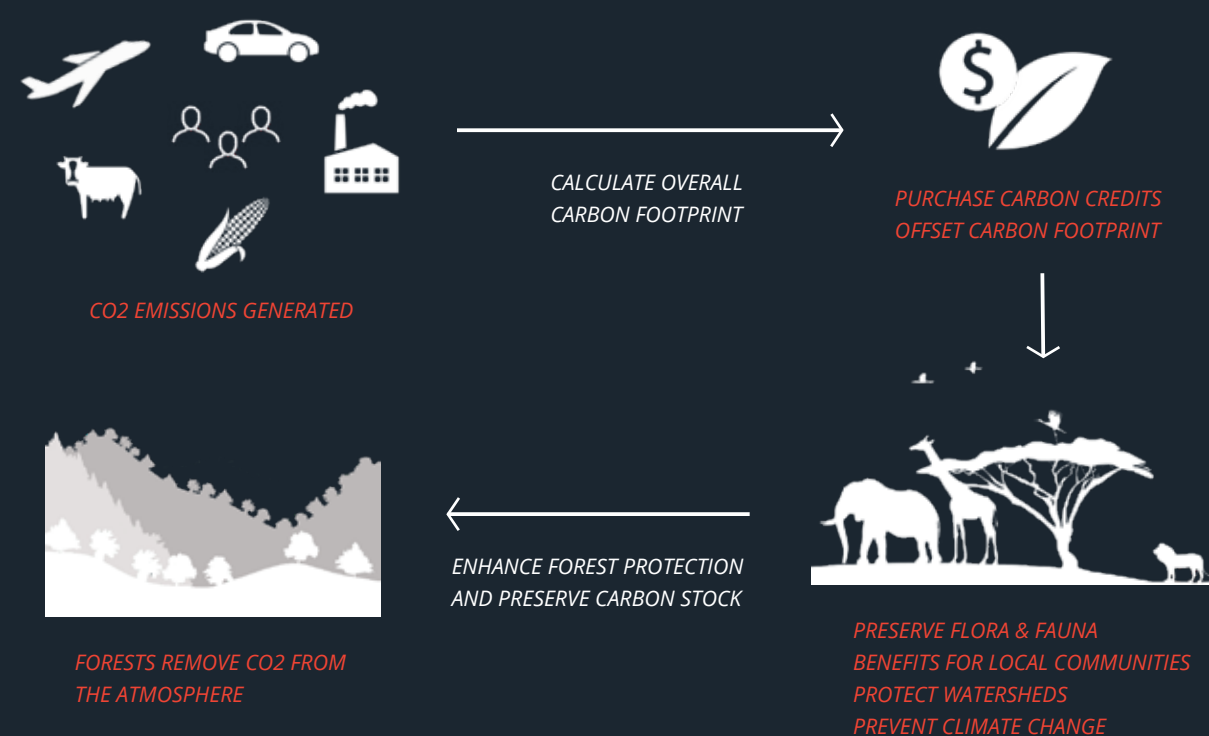 CALCULATE OVERALL
CARBON FOOTPRINT
$
PURCHASE CARBON CREDITS
OFFSET CARBON FOOTPRINT
CO2 EMISSIONS GENERATED
ENHANCE FOREST PROTECTION
AND PRESERVE CARBON STOCK
PRESERVE FLORA & FAUNA
BENEFITS FOR LOCAL COMMUNITIES
PROTECT WATERSHEDS
PREVENT CLIMATE CHANGE
FORESTS REMOVE CO2 FROM
THE ATMOSPHERE